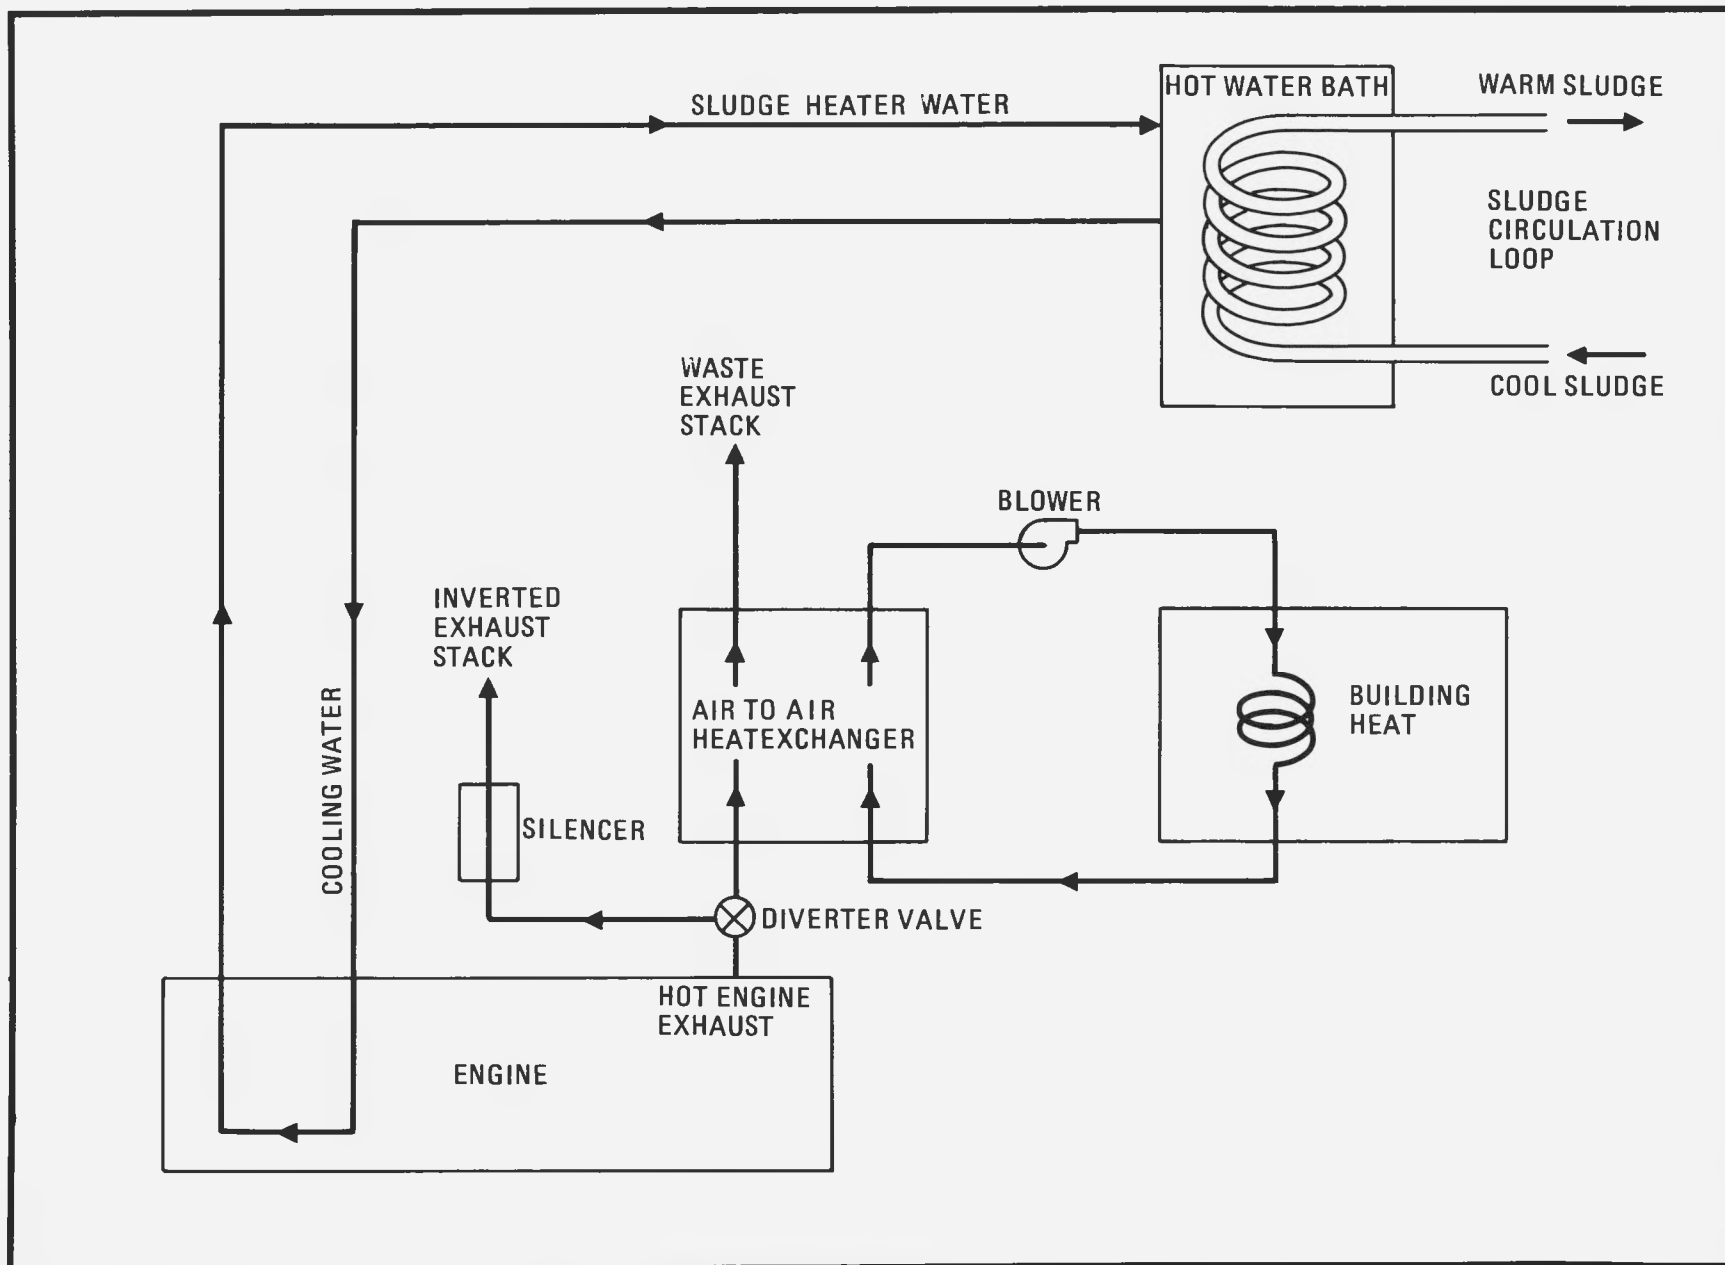 HOT WATER BATH
WARM SLUDGE
SLUDGE HEATER WATER
SLUDGE
CIRCULATION
LOOP
COOL SLUDGE
WASTE
EXHAUST
STACK
BLOWER
INVERTED
EXHAUST
STACK
COOLING WATER
AIR TO AIR
HEATEXCHANGER
BUILDING
HEAT
SILENCER
DIVERTER VALVE
HOT ENGINE
EXHAUST
ENGINE